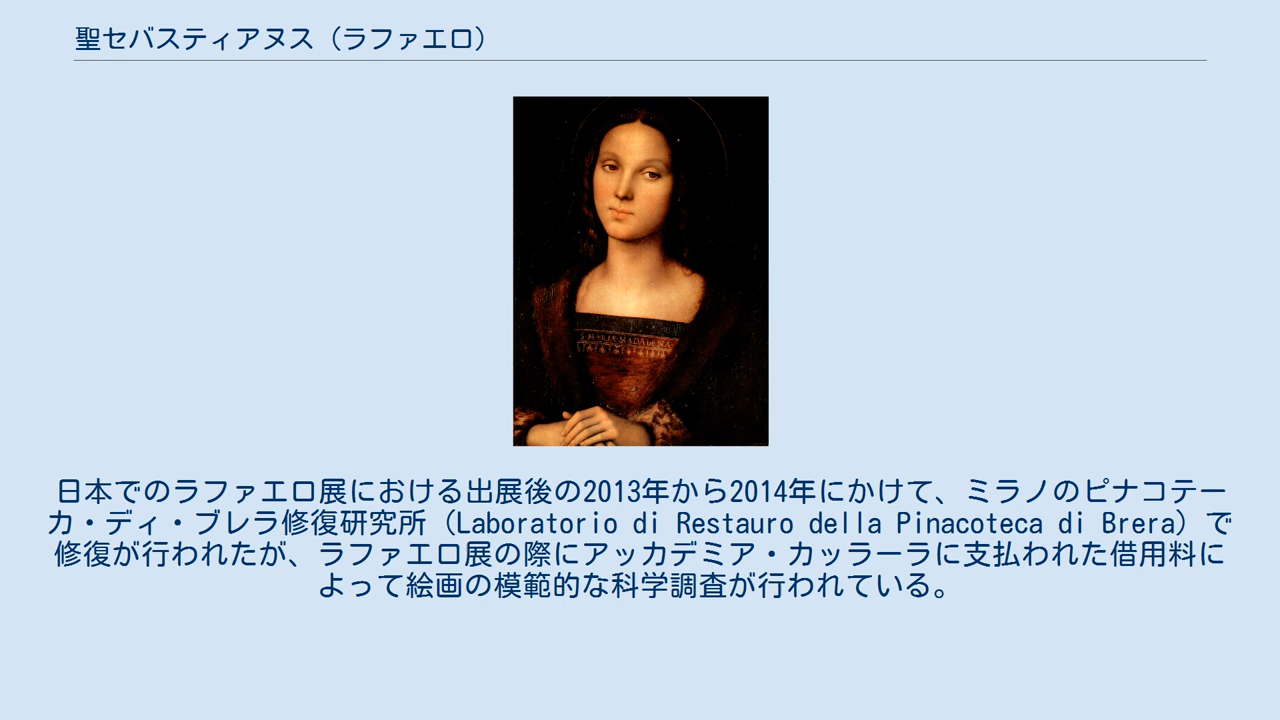 聖セバスティアヌス（ラファエロ）
S MARIA MADALENA
日本でのラファエロ展における出展後の2013年から2014年にかけて、ミラノのピナコテー
カ・ディ・ブレラ修復研究所（Laboratorio di Restauro della Pinacoteca di Brera）で
修復が行われたが、ラファエロ展の際にアッカデミア・カッラーラに支払われた借用料に
よって絵画の模範的な科学調査が行われている。